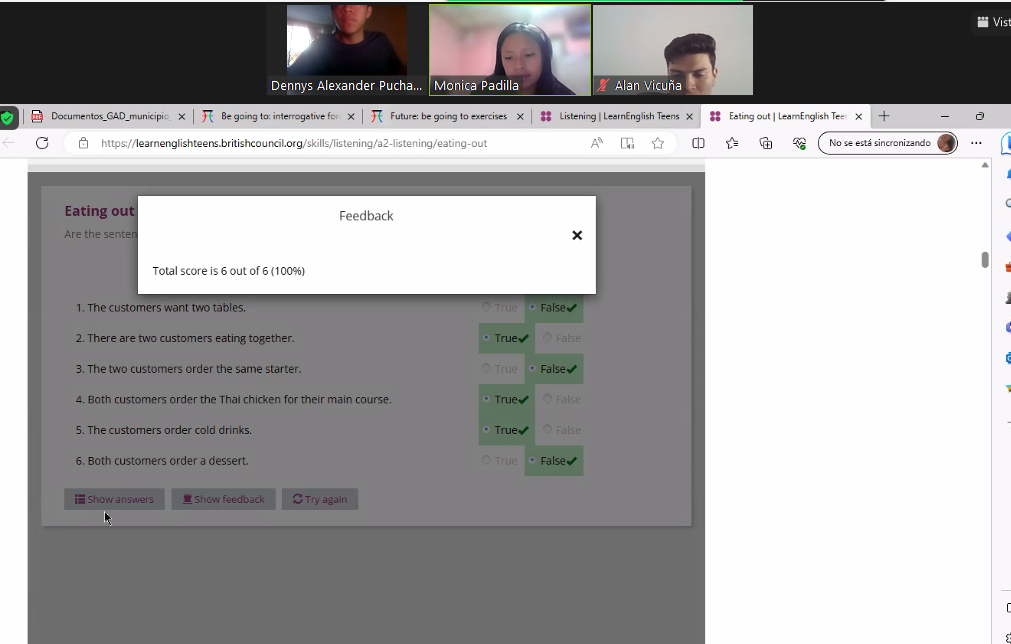 Vist
Dennys Alexander Pucha...
Monica Padilla
Alan Vicuña
Documentos_GAD_municipio_
Be going to: interrogative for
Future: be going to exercises
Listening | LearnEnglish Teens
Eating out | LearnEnglish Teen
https://learnenglishteens.britishcouncil.org/skills/listening/a2-listening/eating-out
No se está sincronizando
Eating out
Are the senten
Feedback
Total score is 6 out of 6 (100%)
1. The customers want two tables. True False
2. There are two customers eating together. True False
3. The two customers order the same starter. True False
4. Both customers order the Thai chicken for their main course. True False
5. The customers order cold drinks. True False
6. Both customers order a dessert. True False
Show answers Show feedback Try again